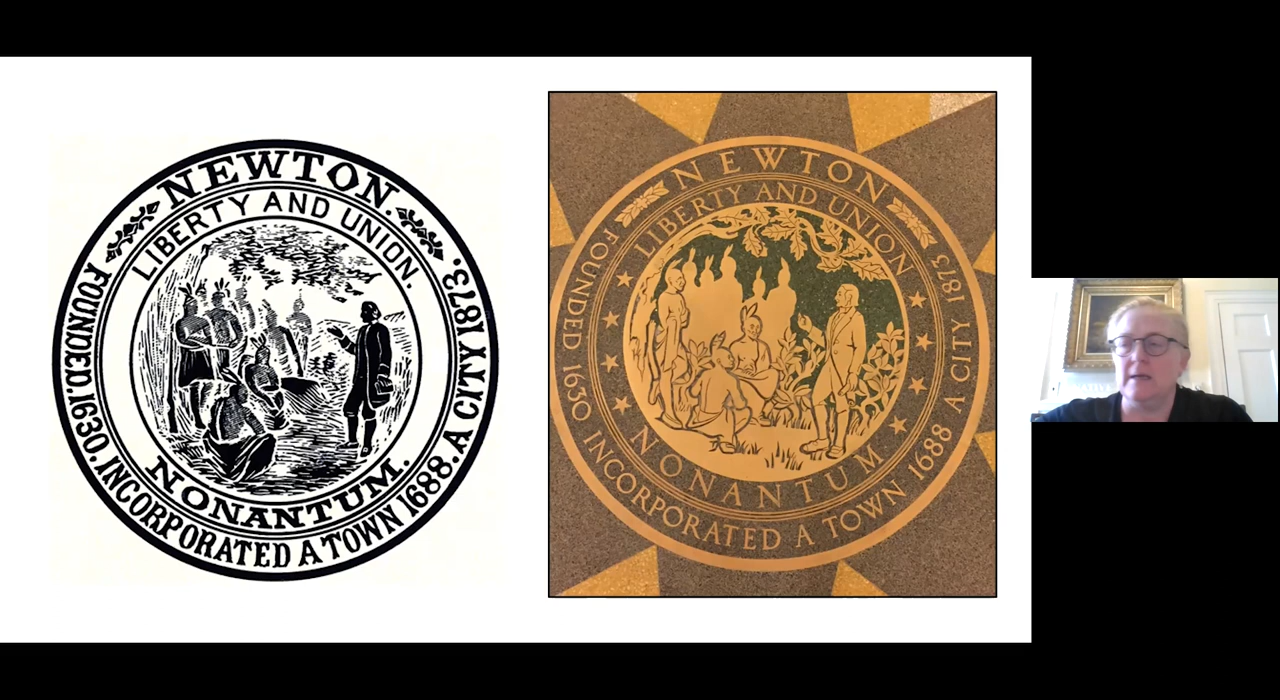 NEWTON.
LIBERTY AND UNION.
NONANTUM.
FOUNDED.1630. INCORPORATED A TOWN 1688. A CITY 1873.
NEWTON
LIBERTY AND UNION
NONANTUM
FOUNDED 1630 INCORPORATED A TOWN 1688 A CITY 1873